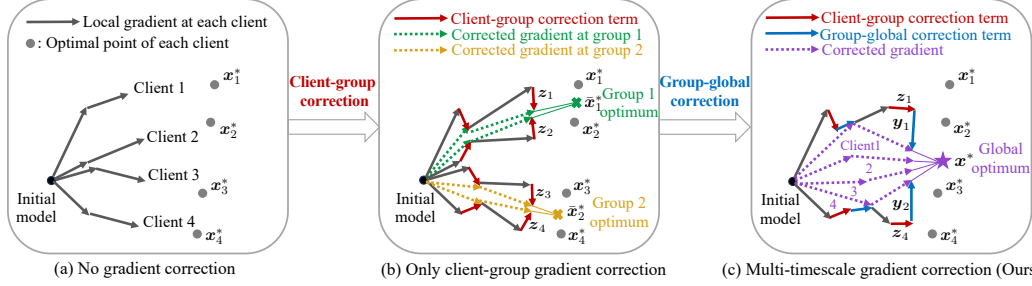 Local gradient at each client
: Optimal point of each client
Client 1
Client 2
Client 3
Client 4
Initial
model
x₁*
x₂*
x₃*
x₄*
(a) No gradient correction
Client-group
correction
Client-group correction term
Corrected gradient at group 1
Corrected gradient at group 2
z₁
z₂
z₃
z₄
x₁*
x̄₁*
x₂*
Group 1
optimum
x₃*
x̄₂*
x₄*
Group 2
optimum
Initial
model
(b) Only client-group gradient correction
Group-global
correction
Client-group correction term
Group-global correction term
Corrected gradient
z₁
y₁
Client1
2
3
4
y₂
z₄
x₁*
x₂*
x*
Global
optimum
x₃*
x₄*
Initial
model
(c) Multi-timescale gradient correction (Ours